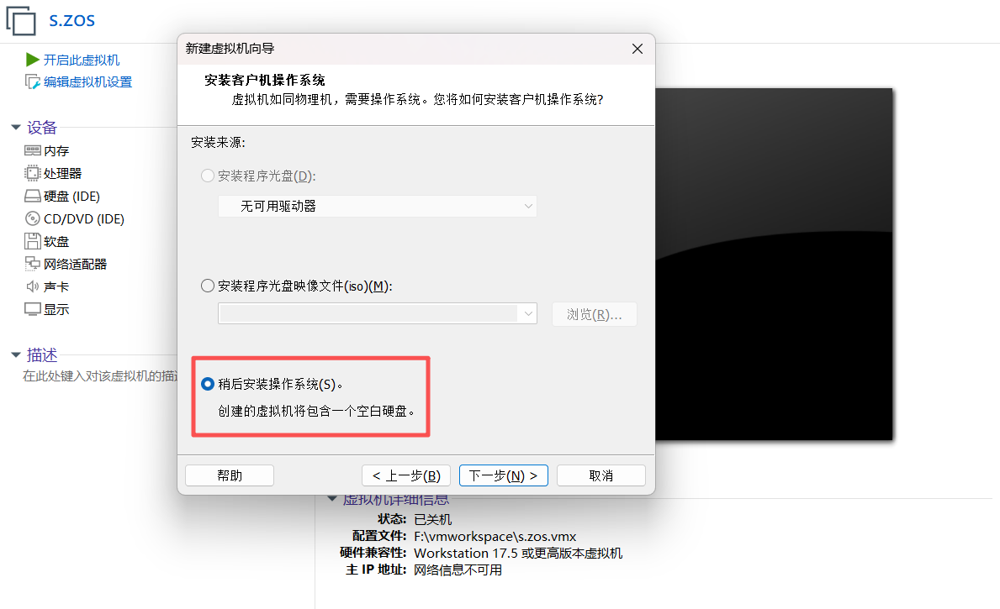 S.ZOS
开启此虚拟机
编辑虚拟机设置
设备
内存
处理器
硬盘 (IDE)
CD/DVD (IDE)
软盘
网络适配器
声卡
显示
描述
在此处键入对该虚拟机的描
新建虚拟机向导
安装客户机操作系统
虚拟机如同物理机，需要操作系统。您将如何安装客户机操作系统?
安装来源:
安装程序光盘(D):
无可用驱动器
安装程序光盘映像文件(iso)(M):
浏览(R)...
稍后安装操作系统(S)。
创建的虚拟机将包含一个空白硬盘。
帮助
< 上一步(B)
下一步(N) >
取消
虚拟机详细信息
状态: 已关机
配置文件: F:\vmworkspace\s.zos.vmx
硬件兼容性: Workstation 17.5 或更高版本虚拟机
主 IP 地址: 网络信息不可用